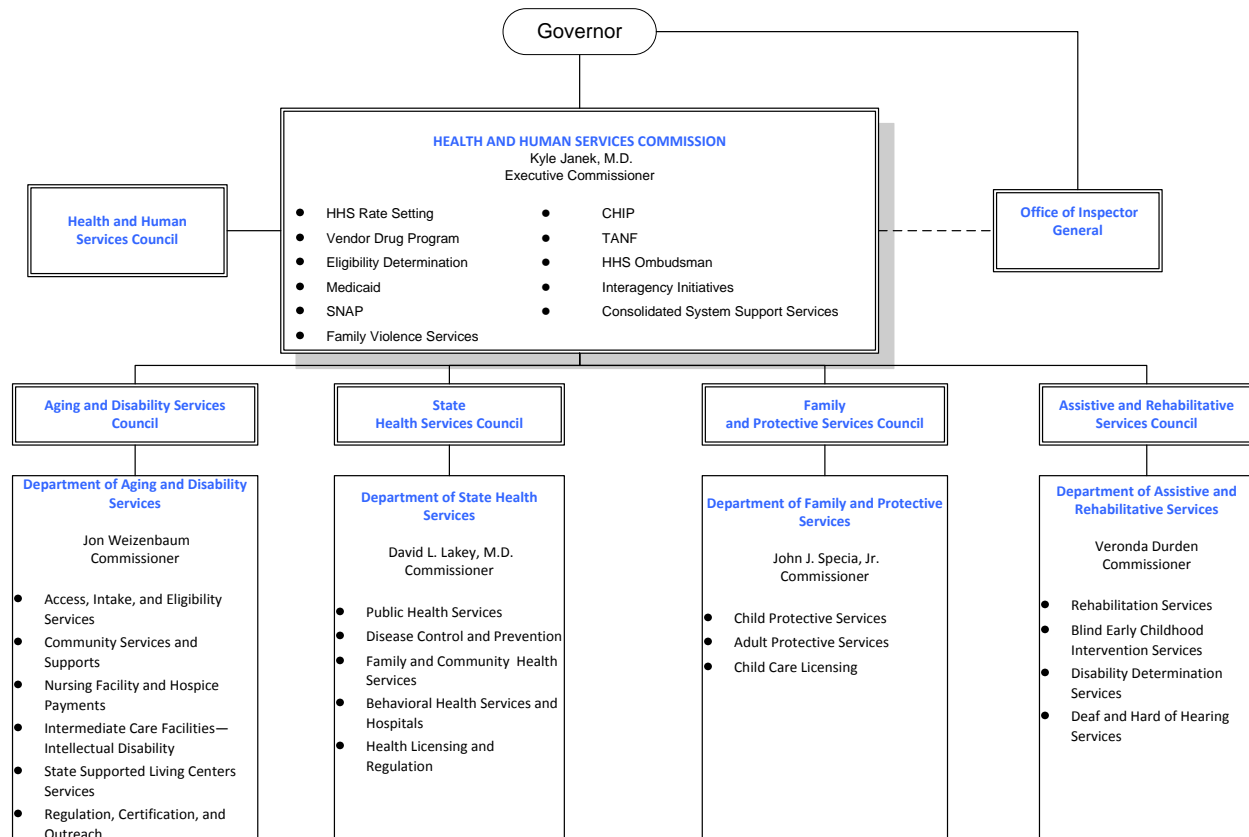 Governor
HEALTH AND HUMAN SERVICES COMMISSION
Kyle Janek, M.D.
Executive Commissioner
● HHS Rate Setting
● Vendor Drug Program
● Eligibility Determination
● Medicaid
● SNAP
● Family Violence Services
● CHIP
● TANF
● HHS Ombudsman
● Interagency Initiatives
● Consolidated System Support Services
Health and Human
Services Council
Office of Inspector
General
Aging and Disability Services
Council
State
Health Services Council
Family
and Protective Services Council
Assistive and Rehabilitative
Services Council
Department of Aging and Disability
Services
Jon Weizenbaum
Commissioner
● Access, Intake, and Eligibility
Services
● Community Services and
Supports
● Nursing Facility and Hospice
Payments
● Intermediate Care Facilities—
Intellectual Disability
● State Supported Living Centers
Services
● Regulation, Certification, and
Outreach
Department of State Health
Services
David L. Lakey, M.D.
Commissioner
● Public Health Services
● Disease Control and Prevention
● Family and Community Health
Services
● Behavioral Health Services and
Hospitals
● Health Licensing and
Regulation
Department of Family and Protective
Services
John J. Specia, Jr.
Commissioner
● Child Protective Services
● Adult Protective Services
● Child Care Licensing
Department of Assistive and
Rehabilitative Services
Veronda Durden
Commissioner
● Rehabilitation Services
● Blind Early Childhood
Intervention Services
● Disability Determination
Services
● Deaf and Hard of Hearing
Services